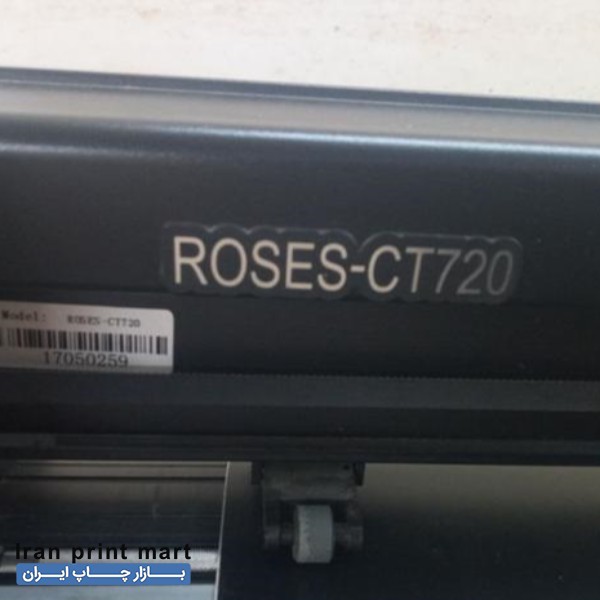 ROSES-CT720
Model: ROSES-CT720
17050259
Iran print mart
بازار چاپ ایران